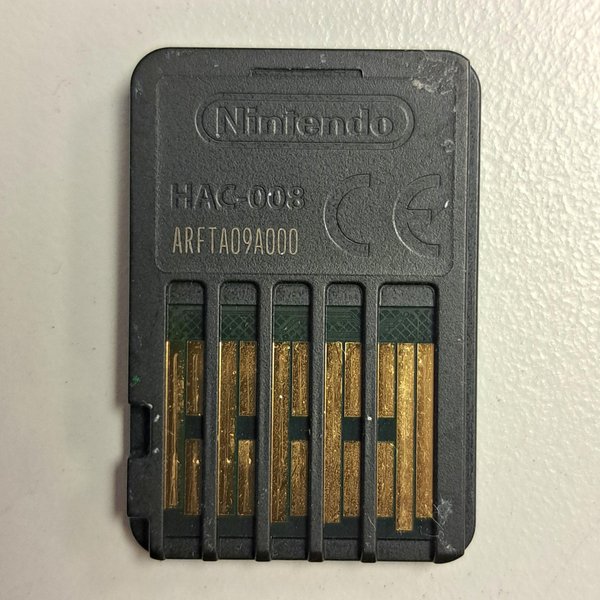 Nintendo
HAC-008
CE
ARFTA09A000